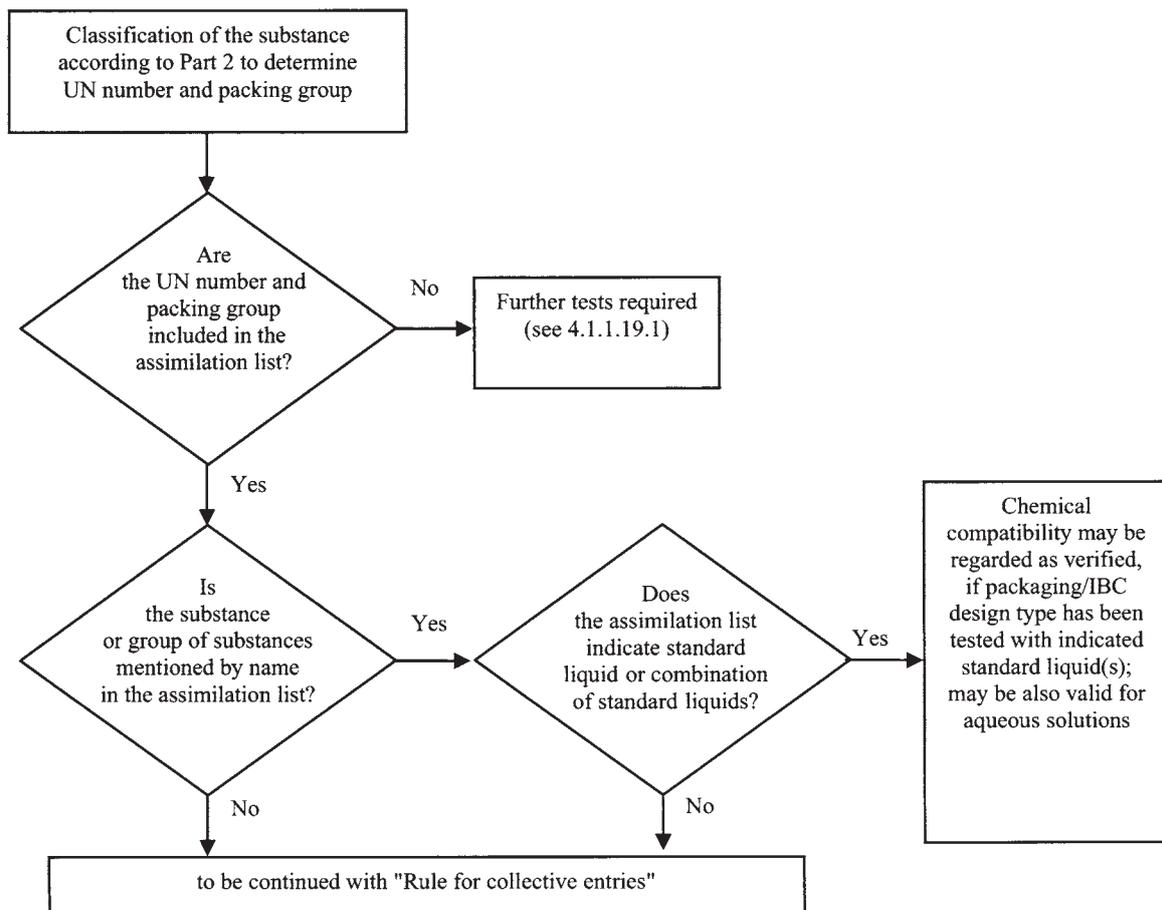 Classification of the substance
according to Part 2 to determine
UN number and packing group
Are
the UN number and
packing group
included in the
assimilation list?
No
Further tests required
(see 4.1.1.19.1)
Yes
Is
the substance
or group of substances
mentioned by name
in the assimilation list?
Yes
Does
the assimilation list
indicate standard
liquid or combination
of standard liquids?
Yes
Chemical
compatibility may be
regarded as verified,
if packaging/IBC
design type has been
tested with indicated
standard liquid(s);
may be also valid for
aqueous solutions
No
No
to be continued with "Rule for collective entries"